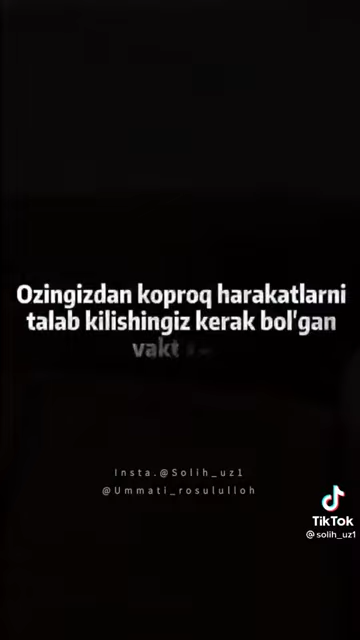 Ozingizdan koproq harakatlarni
talab kilishingiz kerak bol'gan
vakt
Insta.@Solih_uz1
@Ummati_rosululloh
TikTok
@solih_uz1